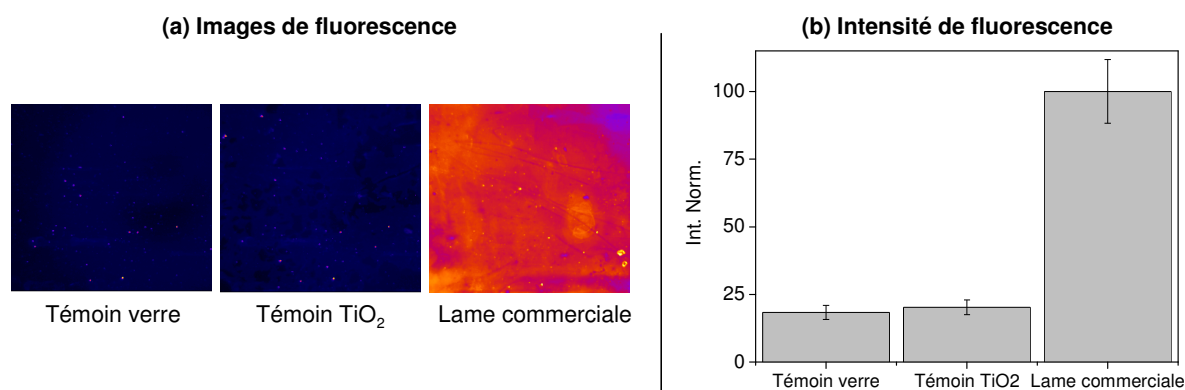 (a) Images de fluorescence
Témoin verre
Témoin TiO₂
Lame commerciale
(b) Intensité de fluorescence
Int. Norm.
100
75
50
25
0
Témoin verre
Témoin TiO2
Lame commerciale